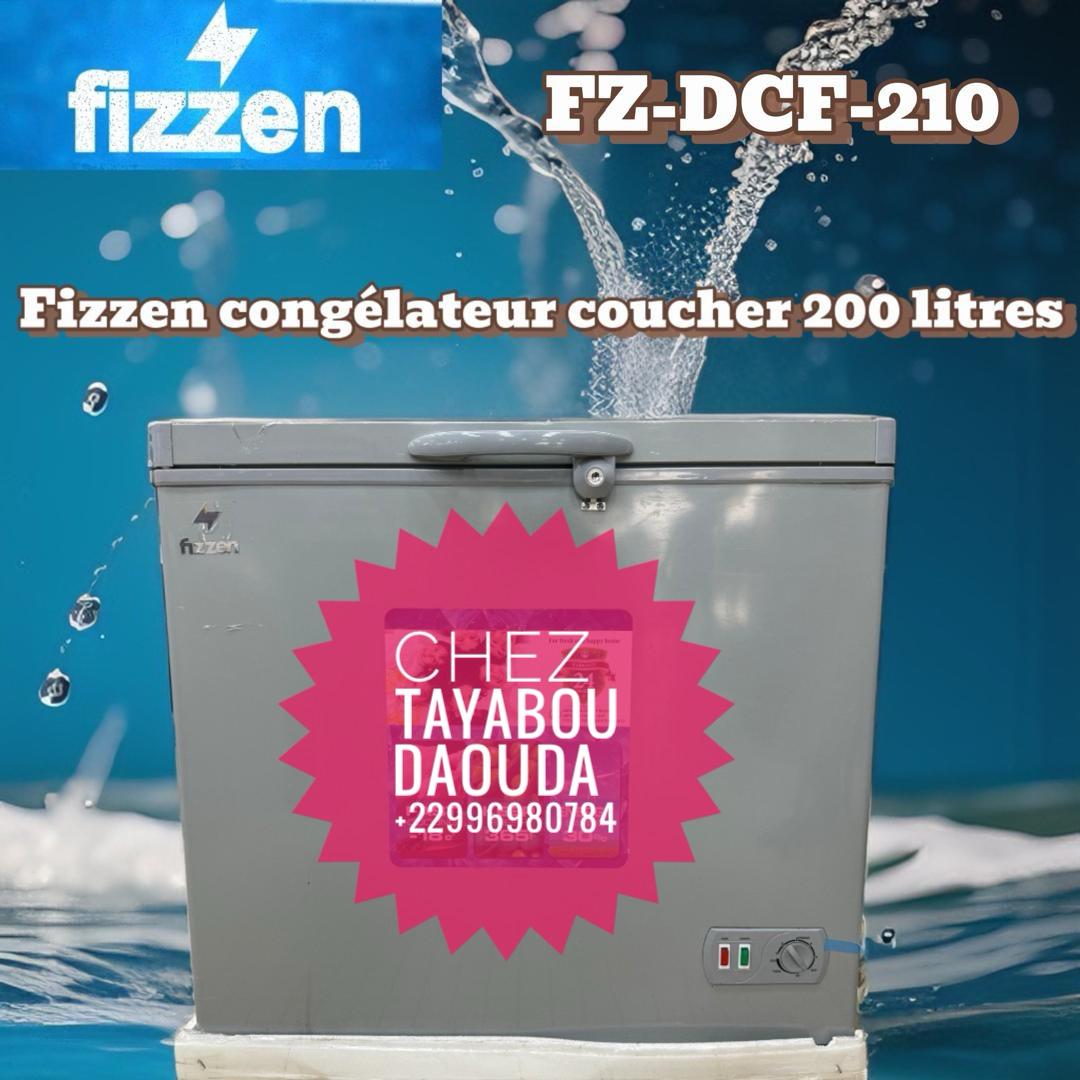 fizzen
FZ-DCF-210
Fizzen congélateur coucher 200 litres
fizzen
CHEZ
TAYABOU
DAOUDA
+22996980784